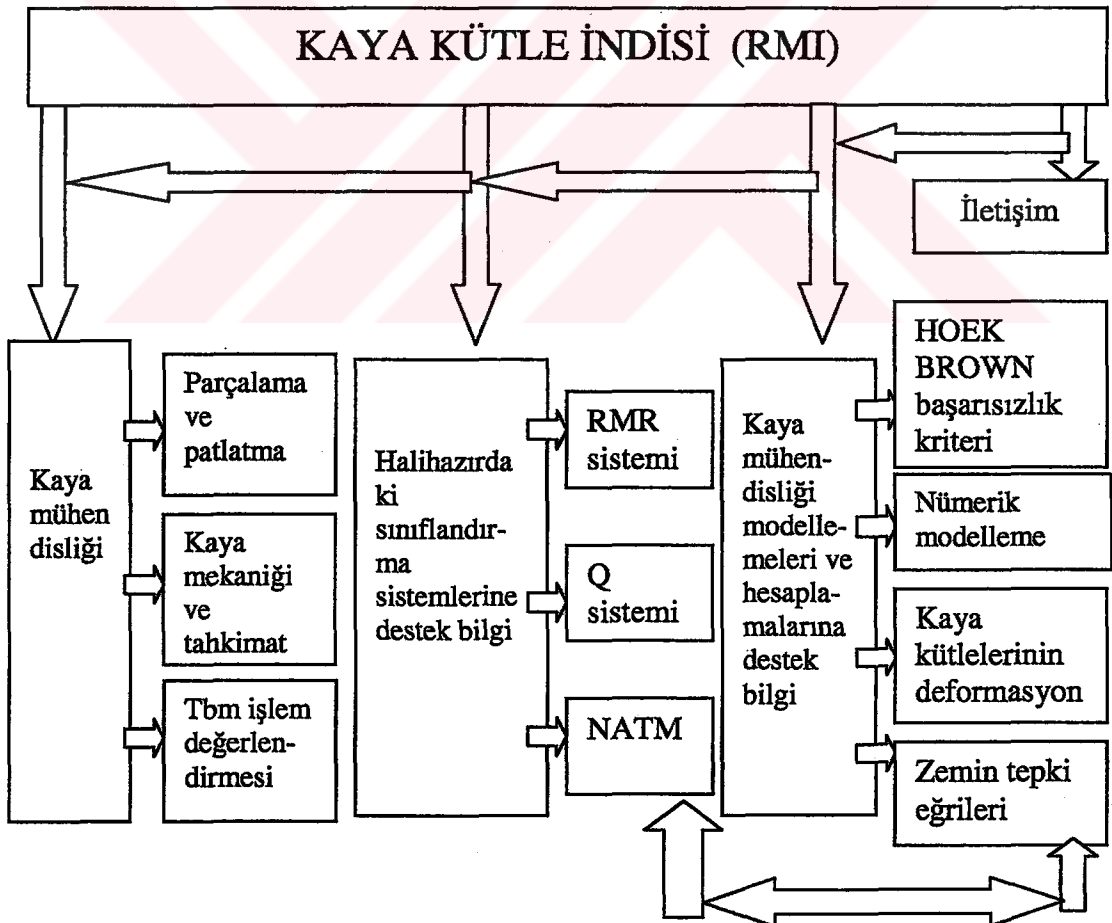 KAYA KÜTLE İNDİSİ (RMI)
İletişim
Kaya
mühen
disliği
Parçalama
ve
patlatma
Kaya
mekaniği
ve
tahkimat
Tbm işlem
değerlen-
dirmesi
Halihazırda
ki
sınıflandır-
ma
sistemlerine
destek bilgi
RMR
sistemi
Q
sistemi
NATM
Kaya
mühen-
disliği
modelle-
meleri ve
hesapla-
malarına
destek
bilgi
HOEK
BROWN
başarısızlık
kriteri
Nümerik
modelleme
Kaya
kütlelerinin
deformasyon
Zemin tepki
eğrileri